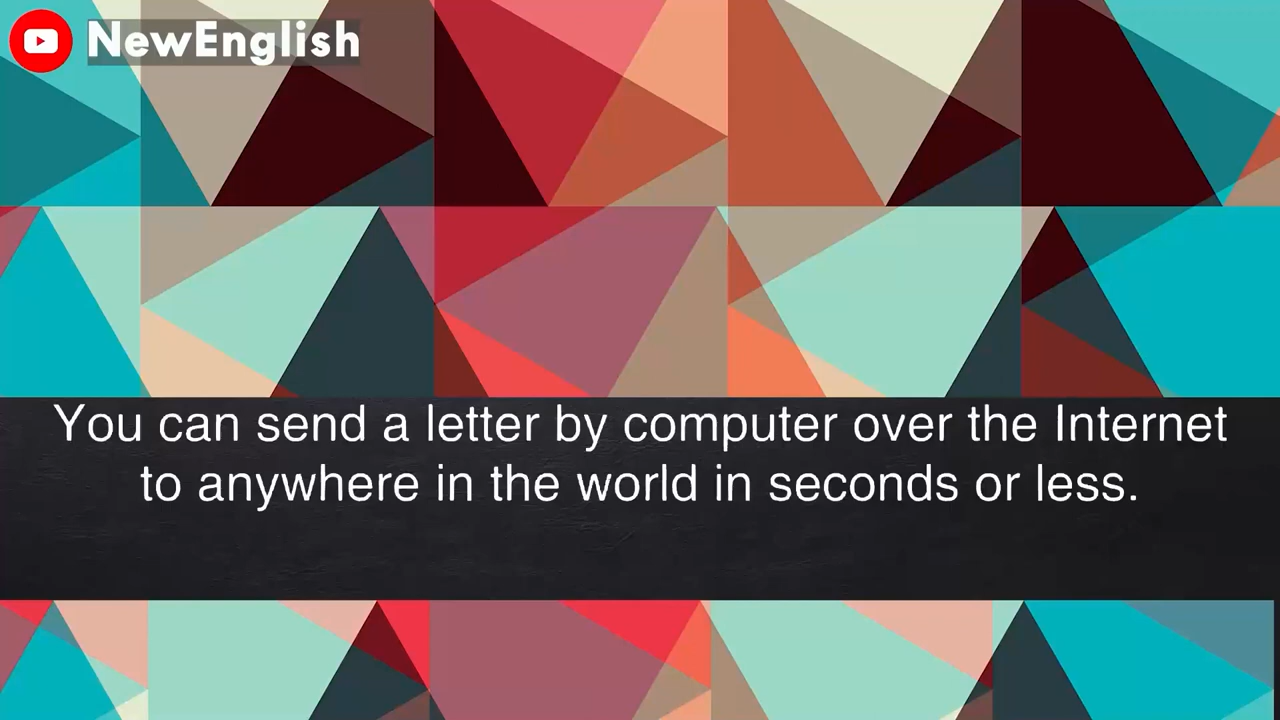 NewEnglish
You can send a letter by computer over the Internet
to anywhere in the world in seconds or less.